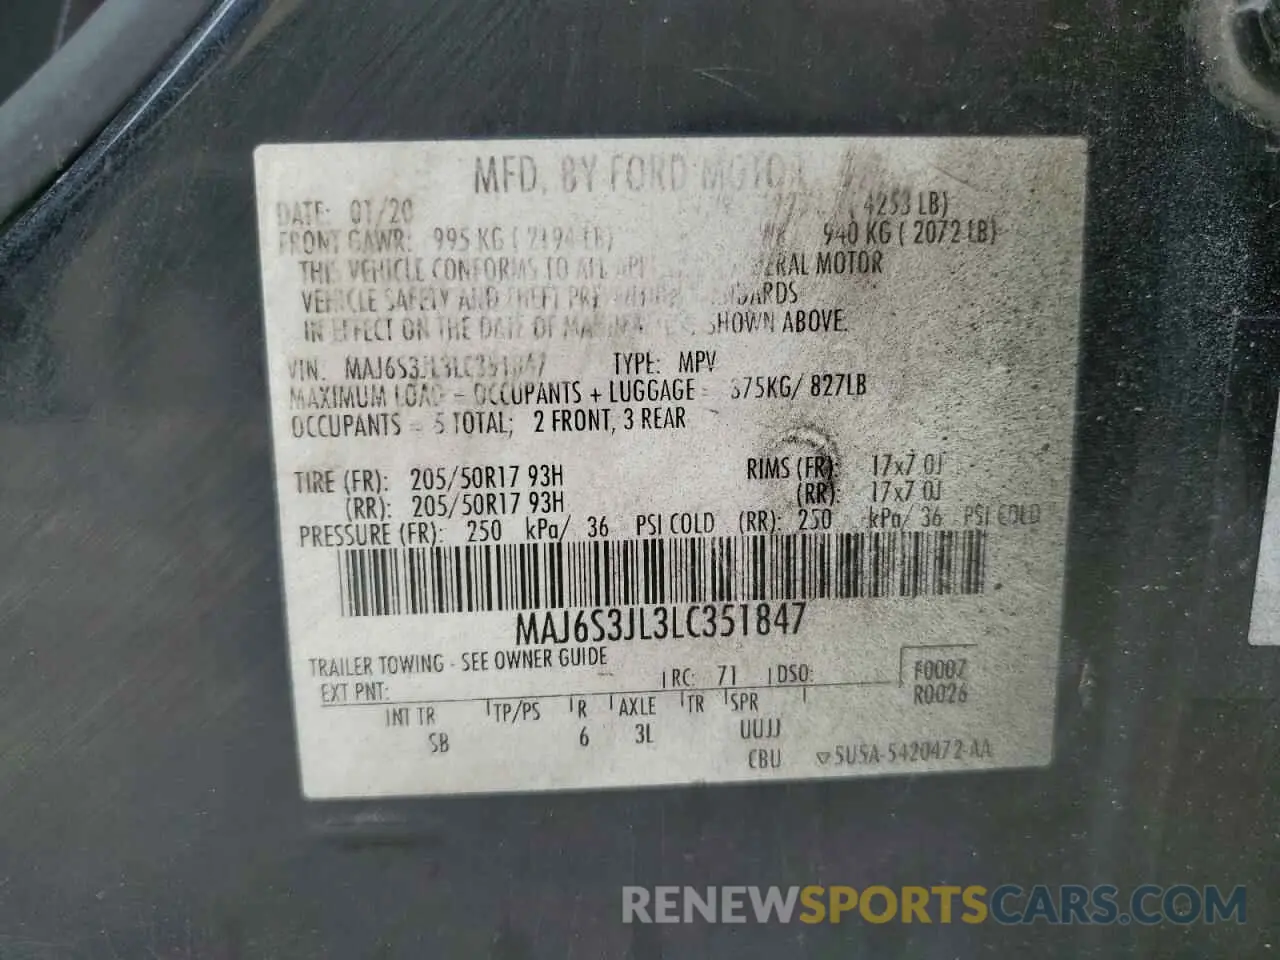 MFD. BY FORD MOTOR
DATE: 01/20 (4253 LB)
FRONT GAWR: 995 KG ( 2194 LB) 940 KG ( 2072 LB)
THIS VEHICLE CONFORMS TO ALL MOTOR
VEHICLE SAFETY AND THEFT
IN EFFECT ON THE DATE OF SHOWN ABOVE.
VIN: MAJ6S3JL3LC351847 TYPE: MPV
MAXIMUM LOAD = OCCUPANTS + LUGGAGE = 375KG/ 827LB
OCCUPANTS = 5 TOTAL; 2 FRONT, 3 REAR
TIRE (FR): 205/50R17 93H RIMS (FR): 17x7.0J
(RR): 205/50R17 93H (RR): 17x7.0J
PRESSURE (FR): 250 kPa/ 36 PSI COLD (RR): 250 kPa/ 36 PSI COLD
MAJ6S3JL3LC351847
TRAILER TOWING - SEE OWNER GUIDE
EXT PNT: RC: 71 DSO: F0007
R0026
INT TR TP/PS R AXLE TR SPR
SB 6 3L UUJJ
CBU 5U5A-5420472-AA
RENEWSPORTSCARS.COM